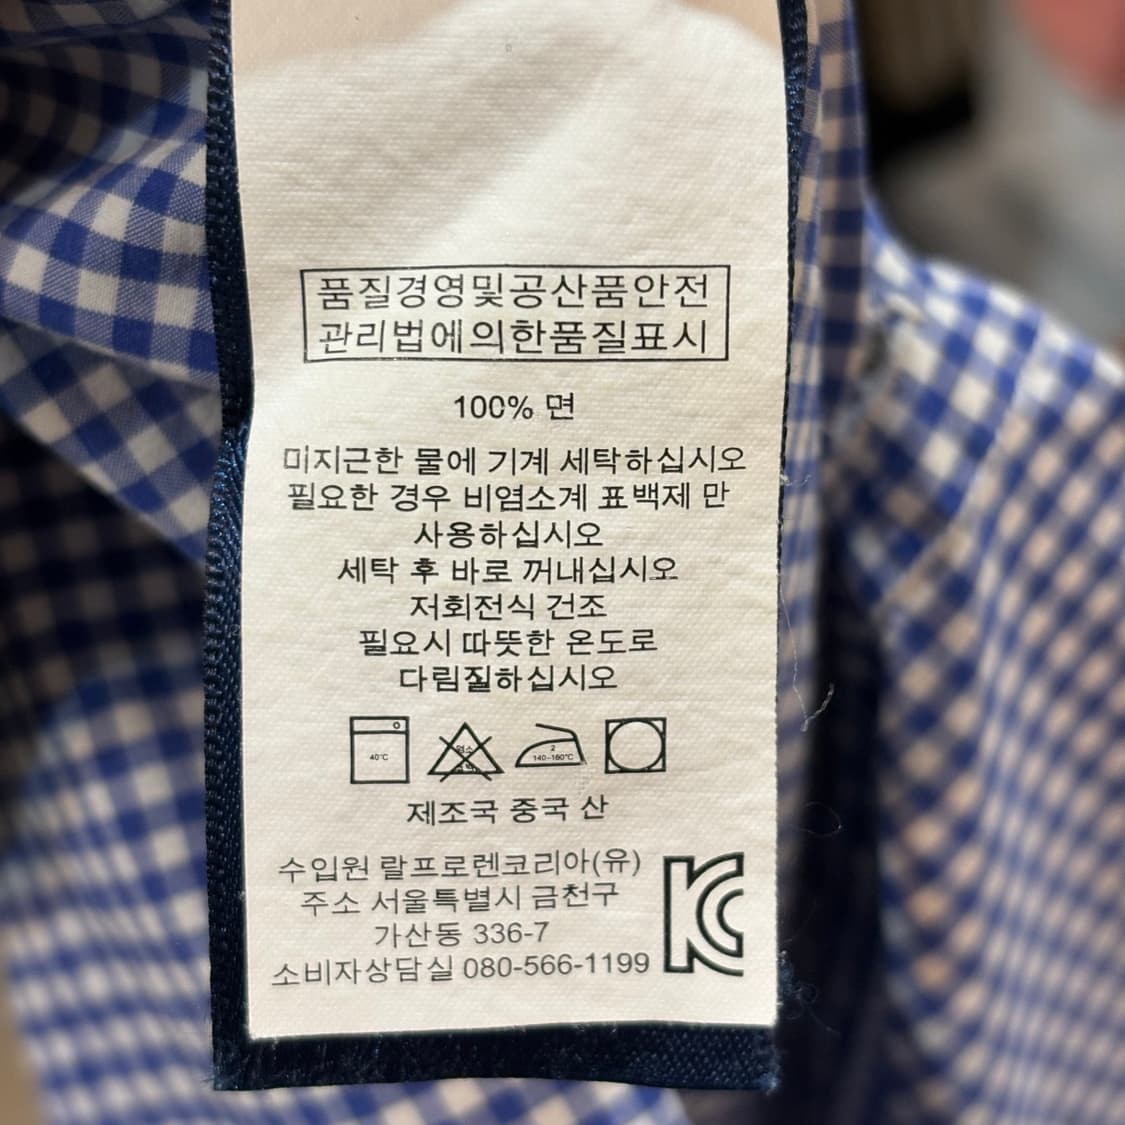 품질경영및공산품안전
관리법에의한품질표시
100% 면
미지근한 물에 기계 세탁하십시오
필요한 경우 비염소계 표백제 만
사용하십시오
세탁 후 바로 꺼내십시오
저회전식 건조
필요시 따뜻한 온도로
다림질하십시오
40°C
염소
2
140-160°C
제조국 중국 산
수입원 랄프로렌코리아(유)
주소 서울특별시 금천구
가산동 336-7
소비자상담실 080-566-1199
KC